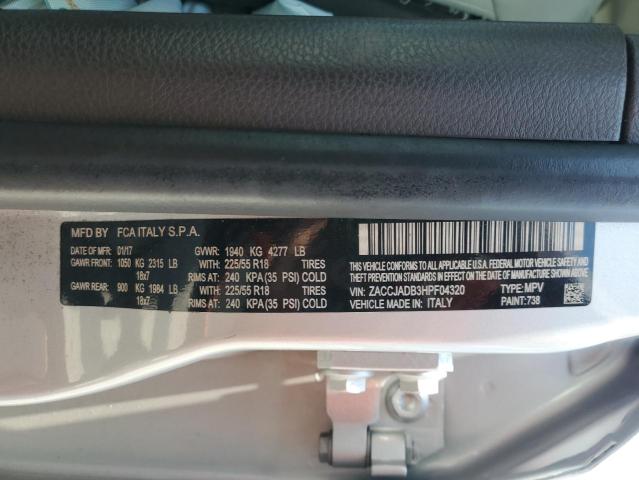 MFD BY FCA ITALY S.P.A.
DATE OF MFR 01/17 GVWR: 1940 KG 4277 LB
GAWR FRONT: 1050 KG 2315 LB WITH: 225/55 R18 TIRES
18x7 RIMS AT: 240 KPA (35 PSI) COLD
GAWR REAR: 900 KG 1984 LB WITH: 225/55 R18 TIRES
18x7 RIMS AT: 240 KPA (35 PSI) COLD
THIS VEHICLE CONFORMS TO ALL APPLICABLE U.S.A. FEDERAL MOTOR VEHICLE SAFETY AND
THEFT PREVENTION STANDARDS IN EFFECT ON THE DATE OF MANUFACTURE SHOWN ABOVE.
VIN: ZACCJADB3HPF04320 TYPE: MPV
MADE IN: ITALY PAINT: 738